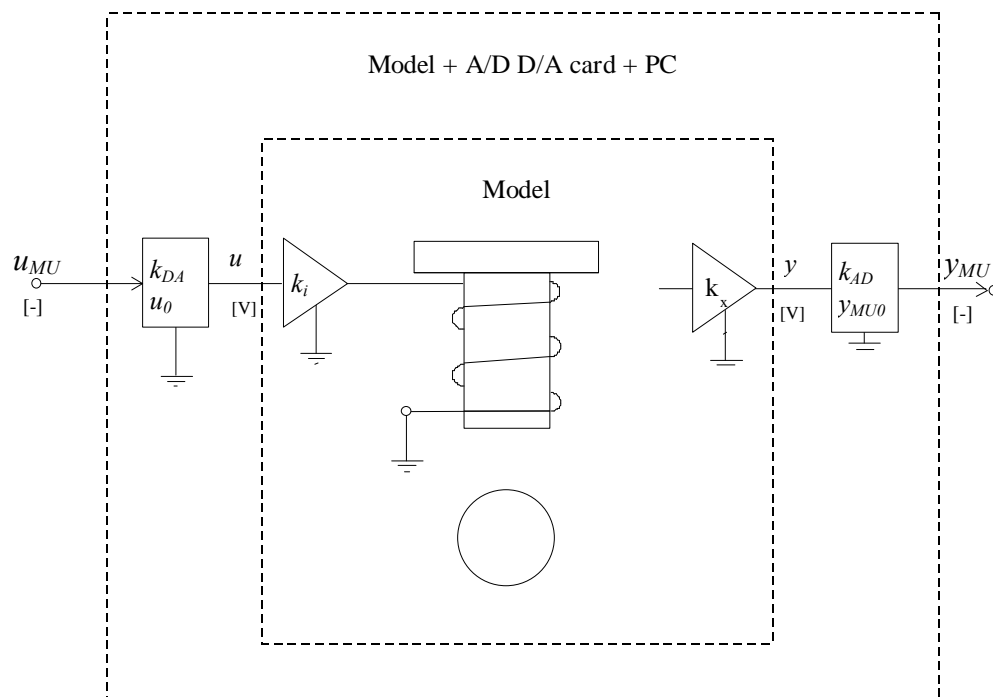 Model + A/D D/A card + PC
Model
u_MU
[-]
k_DA
u_0
u
[V]
k_i
k_x
y
[V]
k_AD
y_MU0
y_MU
[-]